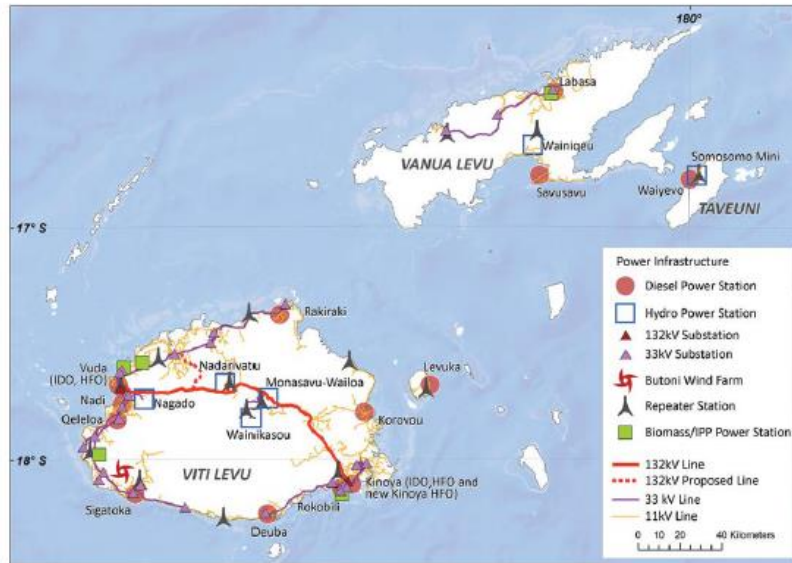 180°
Labasa
Wainiqeu
VANUA LEVU
Somosomo Mini
Savusavu
Waiyevo
TAVEUNI
17° S
Power Infrastructure
Diesel Power Station
Hydro Power Station
132kV Substation
33kV Substation
Butoni Wind Farm
Repeater Station
Biomass/IPP Power Station
132kV Line
132kV Proposed Line
33 kV Line
11kV Line
0 10 20 40 Kilometers
Rakiraki
Vuda
(IDO, HFO)
Nadarivatu
Monasavu-Wailoa
Levuka
Nadi
Nagado
Qeleloa
Wainikasou
Korovou
18° S
VITI LEVU
Kinoya (IDO,HFO and
new Kinoya HFO)
Sigatoka
Rokobili
Deuba